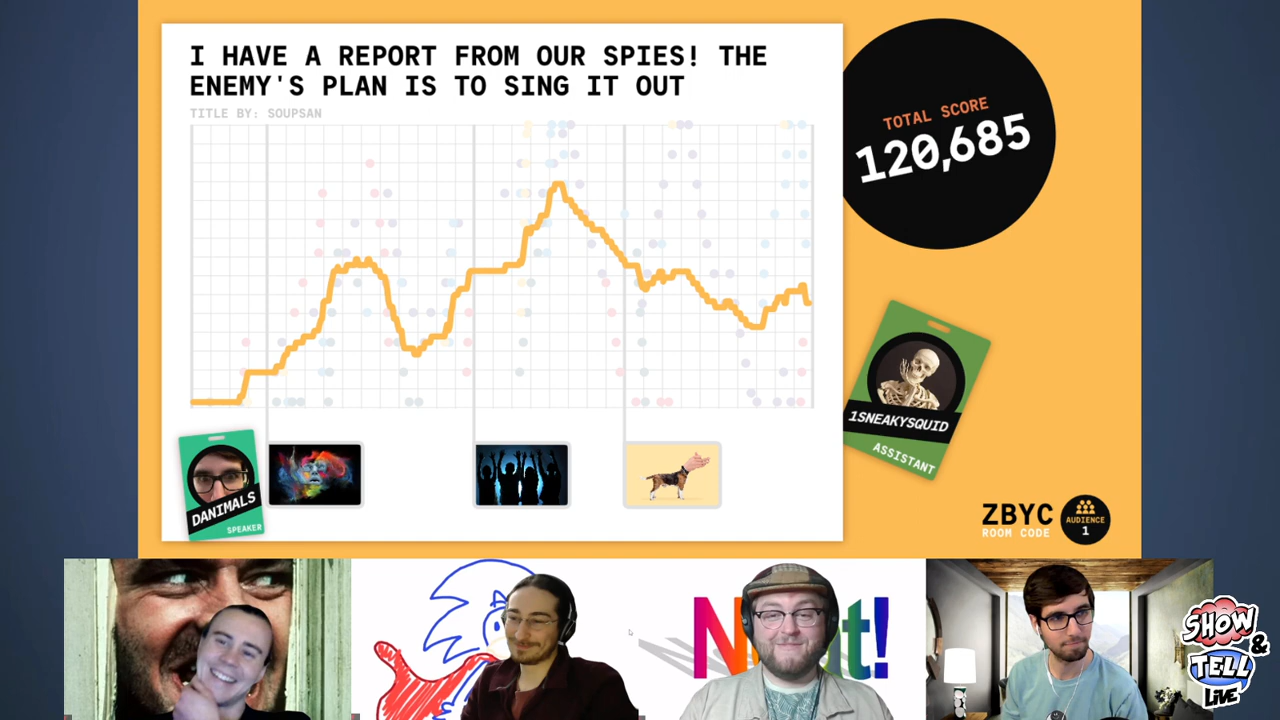 I HAVE A REPORT FROM OUR SPIES! THE
ENEMY'S PLAN IS TO SING IT OUT
TITLE BY: SOUPSAN
TOTAL SCORE
120,685
1SNEAKYSQUID
ASSISTANT
DANIMALS
SPEAKER
ZBYC
ROOM CODE
AUDIENCE
1
SHOW
&
TELL
LIVE